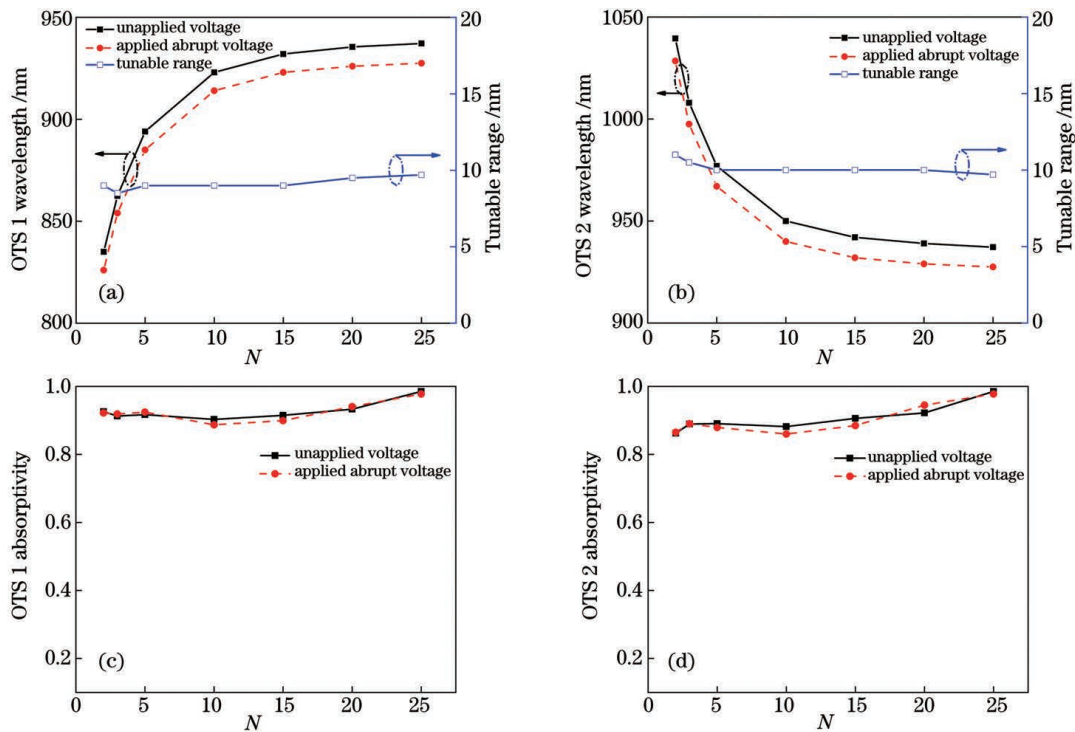 950
900
850
800
OTS 1 wavelength /nm
unapplied voltage
applied abrupt voltage
tunable range
20
15
10
5
0
Tunable range /nm
(a)
0 5 10 15 20 25
N
1050
1000
950
900
OTS 2 wavelength /nm
unapplied voltage
applied abrupt voltage
tunable range
20
15
10
5
0
Tunable range /nm
(b)
0 5 10 15 20 25
N
1.0
0.8
0.6
0.4
0.2
OTS 1 absorptivity
unapplied voltage
applied abrupt voltage
(c)
0 5 10 15 20 25
N
1.0
0.8
0.6
0.4
0.2
OTS 2 absorptivity
unapplied voltage
applied abrupt voltage
(d)
0 5 10 15 20 25
N